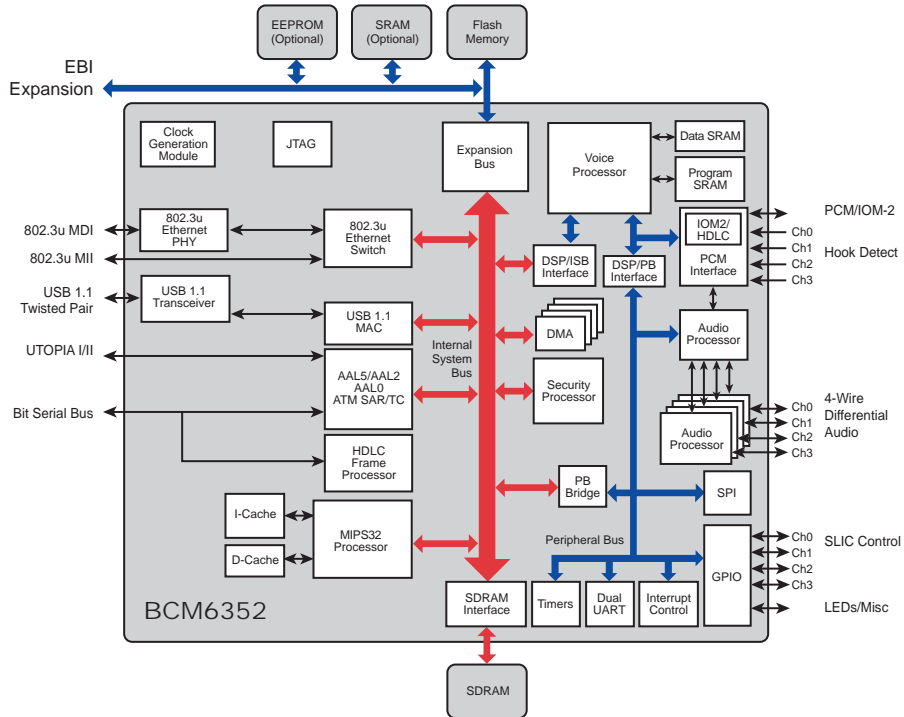 EEPROM
(Optional)
SRAM
(Optional)
Flash
Memory
EBI
Expansion
Clock
Generation
Module
JTAG
Expansion
Bus
Voice
Processor
Data SRAM
Program
SRAM
802.3u MDI
802.3u
Ethernet
PHY
802.3u
Ethernet
Switch
802.3u MII
DSP/ISB
Interface
DSP/PB
Interface
IOM2/
HDLC
PCM
Interface
PCM/IOM-2
Ch0
Ch1
Hook Detect
Ch2
Ch3
USB 1.1
Twisted Pair
USB 1.1
Transceiver
USB 1.1
MAC
Internal
System
Bus
DMA
Audio
Processor
UTOPIA I/II
AAL5/AAL2
AAL0
ATM SAR/TC
Security
Processor
Bit Serial Bus
Audio
Processor
Ch0
Ch1
Ch2
Ch3
4-Wire
Differential
Audio
HDLC
Frame
Processor
PB
Bridge
SPI
I-Cache
D-Cache
MIPS32
Processor
Peripheral Bus
GPIO
Ch0
SLIC Control
Ch1
Ch2
Ch3
LEDs/Misc
BCM6352
SDRAM
Interface
Timers
Dual
UART
Interrupt
Control
SDRAM